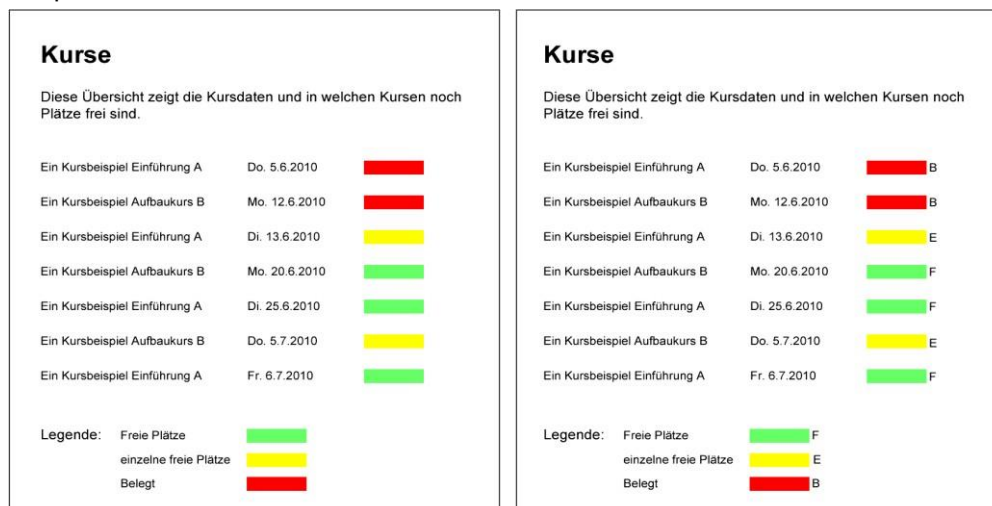 Kurse
Diese Übersicht zeigt die Kursdaten und in welchen Kursen noch
Plätze frei sind.
Ein Kursbeispiel Einführung A Do. 5.6.2010
Ein Kursbeispiel Aufbaukurs B Mo. 12.6.2010
Ein Kursbeispiel Einführung A Di. 13.6.2010
Ein Kursbeispiel Aufbaukurs B Mo. 20.6.2010
Ein Kursbeispiel Einführung A Di. 25.6.2010
Ein Kursbeispiel Aufbaukurs B Do. 5.7.2010
Ein Kursbeispiel Einführung A Fr. 6.7.2010
Legende: Freie Plätze
einzelne freie Plätze
Belegt
Kurse
Diese Übersicht zeigt die Kursdaten und in welchen Kursen noch
Plätze frei sind.
Ein Kursbeispiel Einführung A Do. 5.6.2010 B
Ein Kursbeispiel Aufbaukurs B Mo. 12.6.2010 B
Ein Kursbeispiel Einführung A Di. 13.6.2010 E
Ein Kursbeispiel Aufbaukurs B Mo. 20.6.2010 F
Ein Kursbeispiel Einführung A Di. 25.6.2010 F
Ein Kursbeispiel Aufbaukurs B Do. 5.7.2010 E
Ein Kursbeispiel Einführung A Fr. 6.7.2010 F
Legende: Freie Plätze F
einzelne freie Plätze E
Belegt B